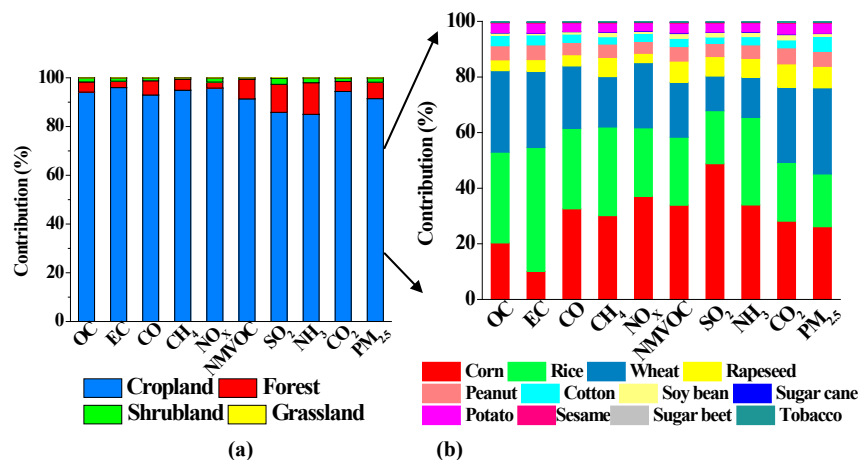 100
80
60
40
20
0
Contribution (%)
OC EC CO CH4 NOx NMVOC SO2 NH3 CO2 PM2.5
Cropland Forest
Shrubland Grassland
(a)
100
80
60
40
20
0
Contribution (%)
OC EC CO CH4 NOx NMVOC SO2 NH3 CO2 PM2.5
Corn Rice Wheat Rapeseed
Peanut Cotton Soy bean Sugar cane
Potato Sesame Sugar beet Tobacco
(b)